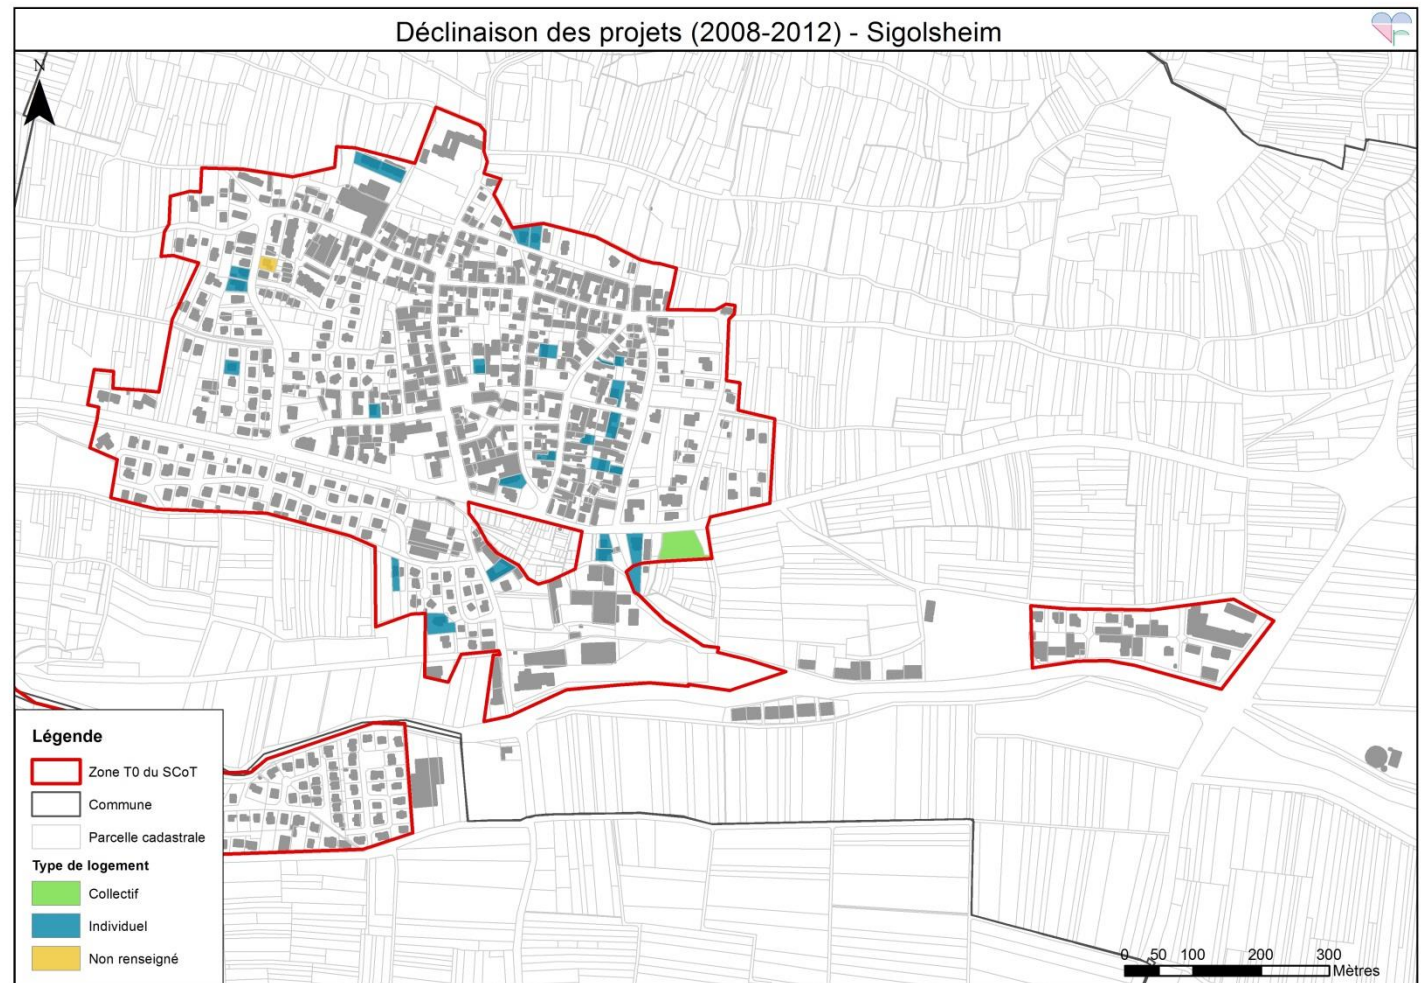 Déclinaison des projets (2008-2012) - Sigolsheim
N
Légende
Zone T0 du SCoT
Commune
Parcelle cadastrale
Type de logement
Collectif
Individuel
Non renseigné
0 50 100 200 300
Mètres